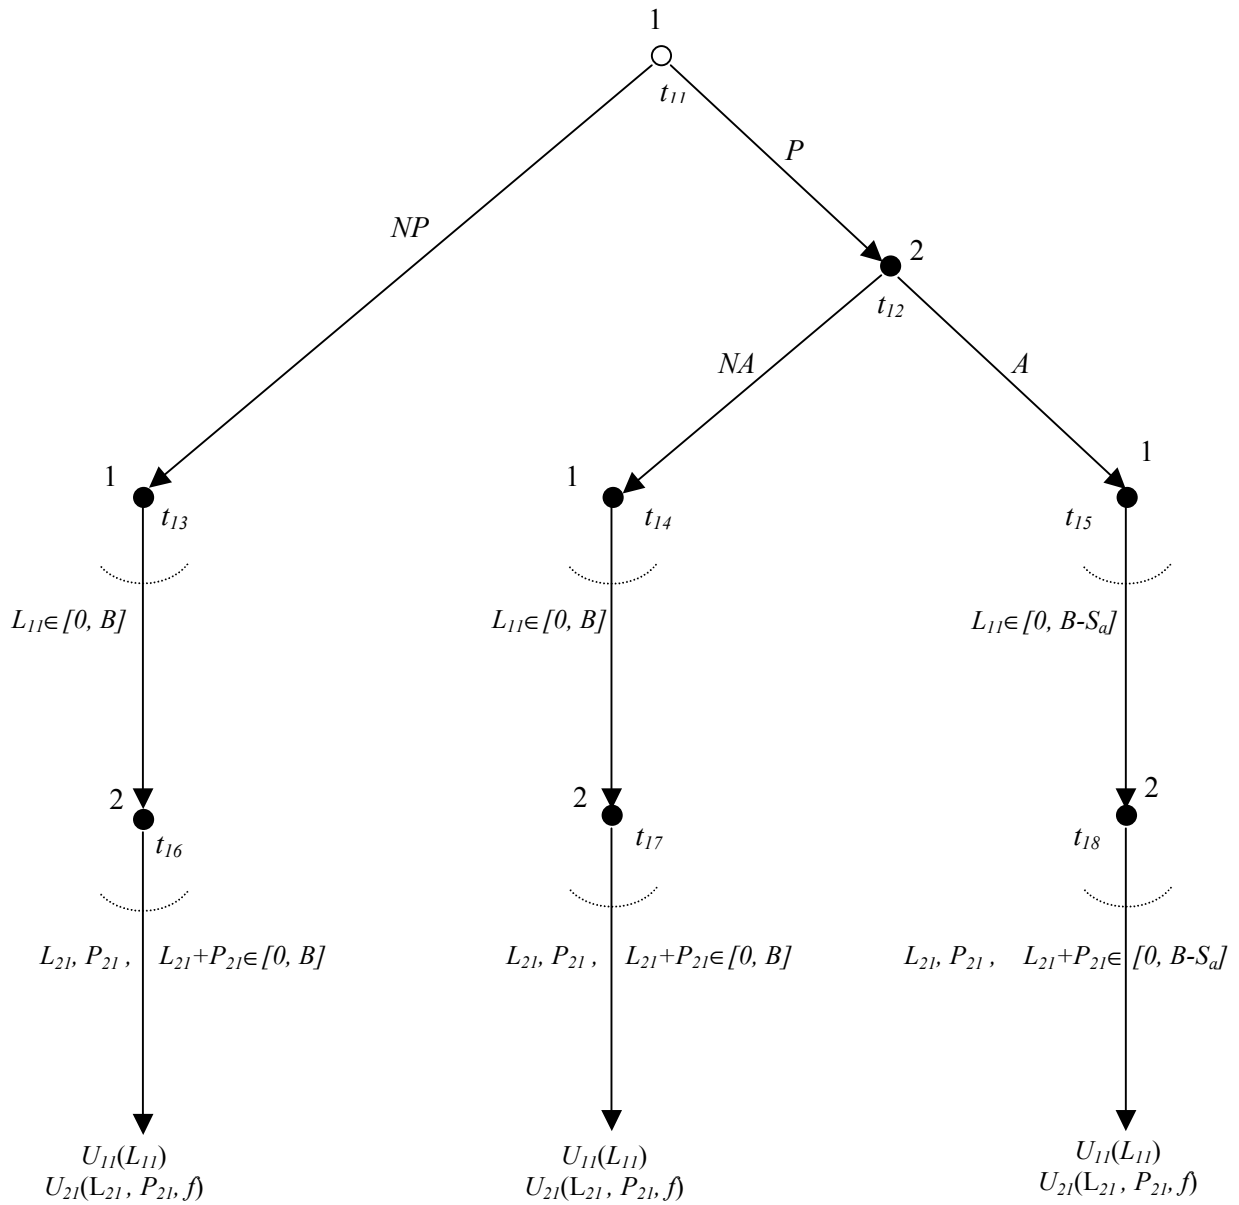 1
t₁₁
P
NP
2
t₁₂
NA
A
1
1
1
t₁₃
t₁₄
t₁₅
L₁₁∈[0, B]
L₁₁∈[0, B]
L₁₁∈[0, B-Sₐ]
2
2
2
t₁₆
t₁₇
t₁₈
L₂₁, P₂₁ , L₂₁+P₂₁∈[0, B]
L₂₁, P₂₁ , L₂₁+P₂₁∈[0, B]
L₂₁, P₂₁ , L₂₁+P₂₁∈[0, B-Sₐ]
U₁₁(L₁₁)
U₂₁(L₂₁ , P₂₁, f)
U₁₁(L₁₁)
U₂₁(L₂₁ , P₂₁, f)
U₁₁(L₁₁)
U₂₁(L₂₁ , P₂₁, f)